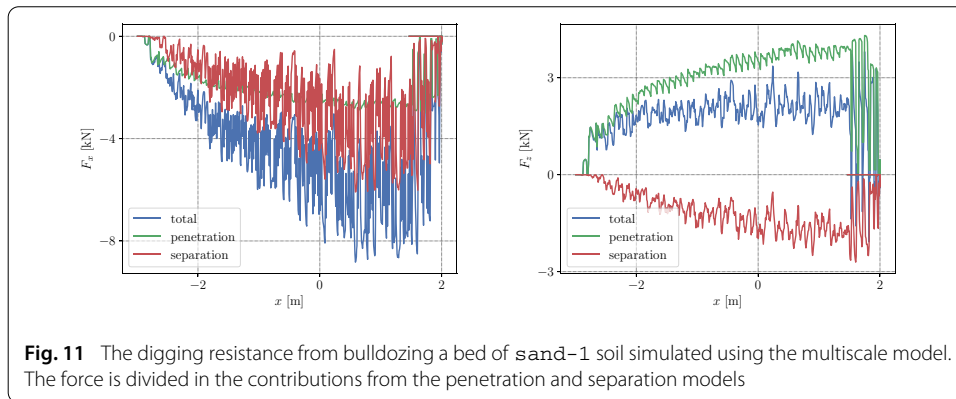 0
−4
−8
F_x [kN]
total
penetration
separation
−2
0
2
x [m]
3
0
−3
F_z [kN]
total
penetration
separation
−2
0
2
x [m]
Fig. 11 The digging resistance from bulldozing a bed of sand-1 soil simulated using the multiscale model.
The force is divided in the contributions from the penetration and separation models